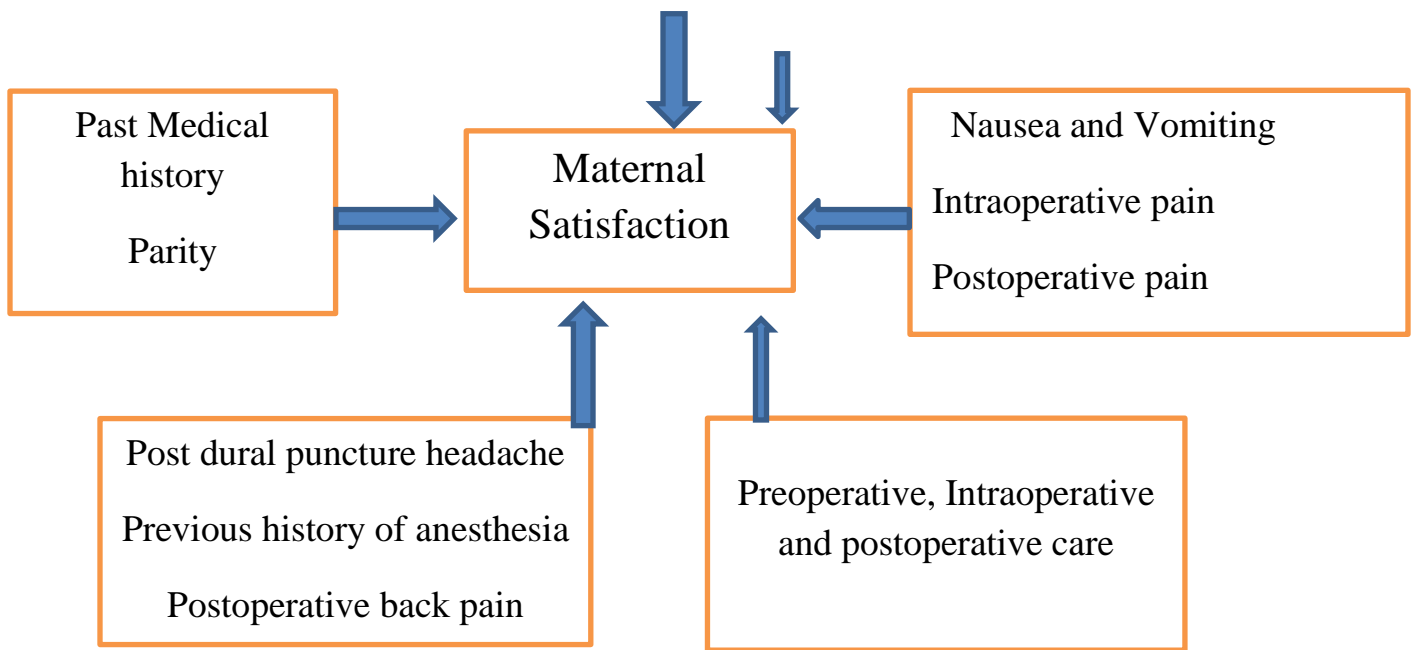 Past Medical
history
Parity
Maternal
Satisfaction
Nausea and Vomiting
Intraoperative pain
Postoperative pain
Post dural puncture headache
Previous history of anesthesia
Postoperative back pain
Preoperative, Intraoperative
and postoperative care